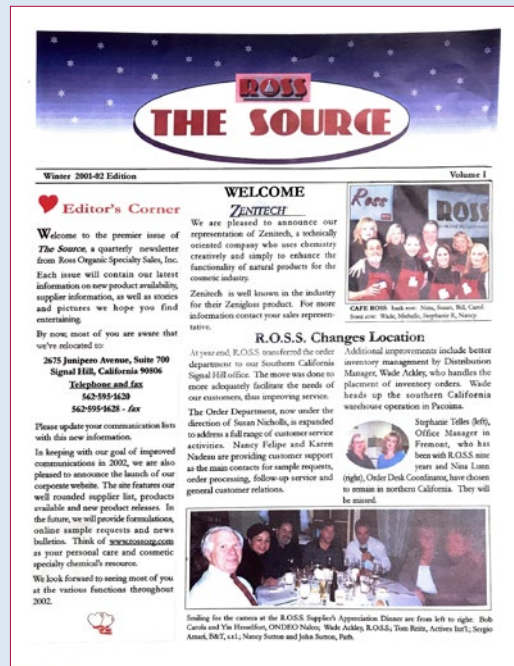 ROSS
THE SOURCE
Winter 2001-02 Edition
Volume I
Editor's Corner
Welcome to the premier issue of
The Source, a quarterly newsletter
from Ross Organic Specialty Sales, Inc.
Each issue will contain our latest
information on new product availability,
supplier information, as well as stories
and pictures we hope you find
entertaining.
By now, most of you are aware that
we've relocated to:
2675 Junipero Avenue, Suite 700
Signal Hill, California 90806
Telephone and fax
562-595-1620
562-595-1628 - fax
Please update your communication lists
with this new information.
In keeping with our goal of improved
communications in 2002, we are also
pleased to announce the launch of our
corporate website. The site features our
well rounded supplier list, products
available and new product releases. In
the future, we will provide formulations,
online sample requests and news
bulletins. Think of www.rossorg.com
as your personal care and cosmetic
specialty chemical's resource.
We look forward to seeing most of you
at the various functions throughout
2002.
WELCOME
ZENITECH
We are pleased to announce our
representation of Zenitech, a technically
oriented company who uses chemistry
creatively and simply to enhance the
functionality of natural products for the
cosmetic industry.
Zenitech is well known in the industry
for their Zenigloss product. For more
information contact your sales represen-
tative.
Ross
ROSS
CAFE ROSS: back row: Nina, Susan, Bill, Carol
front row: Wade, Michelle, Stephanie R, Nancy.
R.O.S.S. Changes Location
At year end, R.O.S.S. transferred the order
department to our Southern California
Signal Hill office. The move was done to
more adequately facilitate the needs of
our customers, thus improving service.
The Order Department, now under the
direction of Susan Nicholls, is expanded
to address a full range of customer service
activities. Nancy Felipe and Karen
Nadeau are providing customer support
as the main contacts for sample requests,
order processing, follow-up service and
general customer relations.
Additional improvements include better
inventory management by Distribution
Manager, Wade Ackley, who handles the
placment of inventory orders. Wade
heads up the southern California
warehouse operation in Pacoima.
Stephanie Telles (left),
Office Manager in
Fremont, who has
been with R.O.S.S. nine
years and Nina Lunn
(right), Order Desk Coordinator, have chosen
to remain in northern California. They will
be missed.
Smiling for the camera at the R.O.S.S. Supplier's Appreciation Dinner are from left to right: Bob
Carola and Yia Hesselfort, ONDEO Nalco; Wade Ackley, R.O.S.S.; Tom Reitz, Actives Int'l.; Sergio
Amari, B&T, s.r.l.; Nancy Sutton and John Sutton, Path.